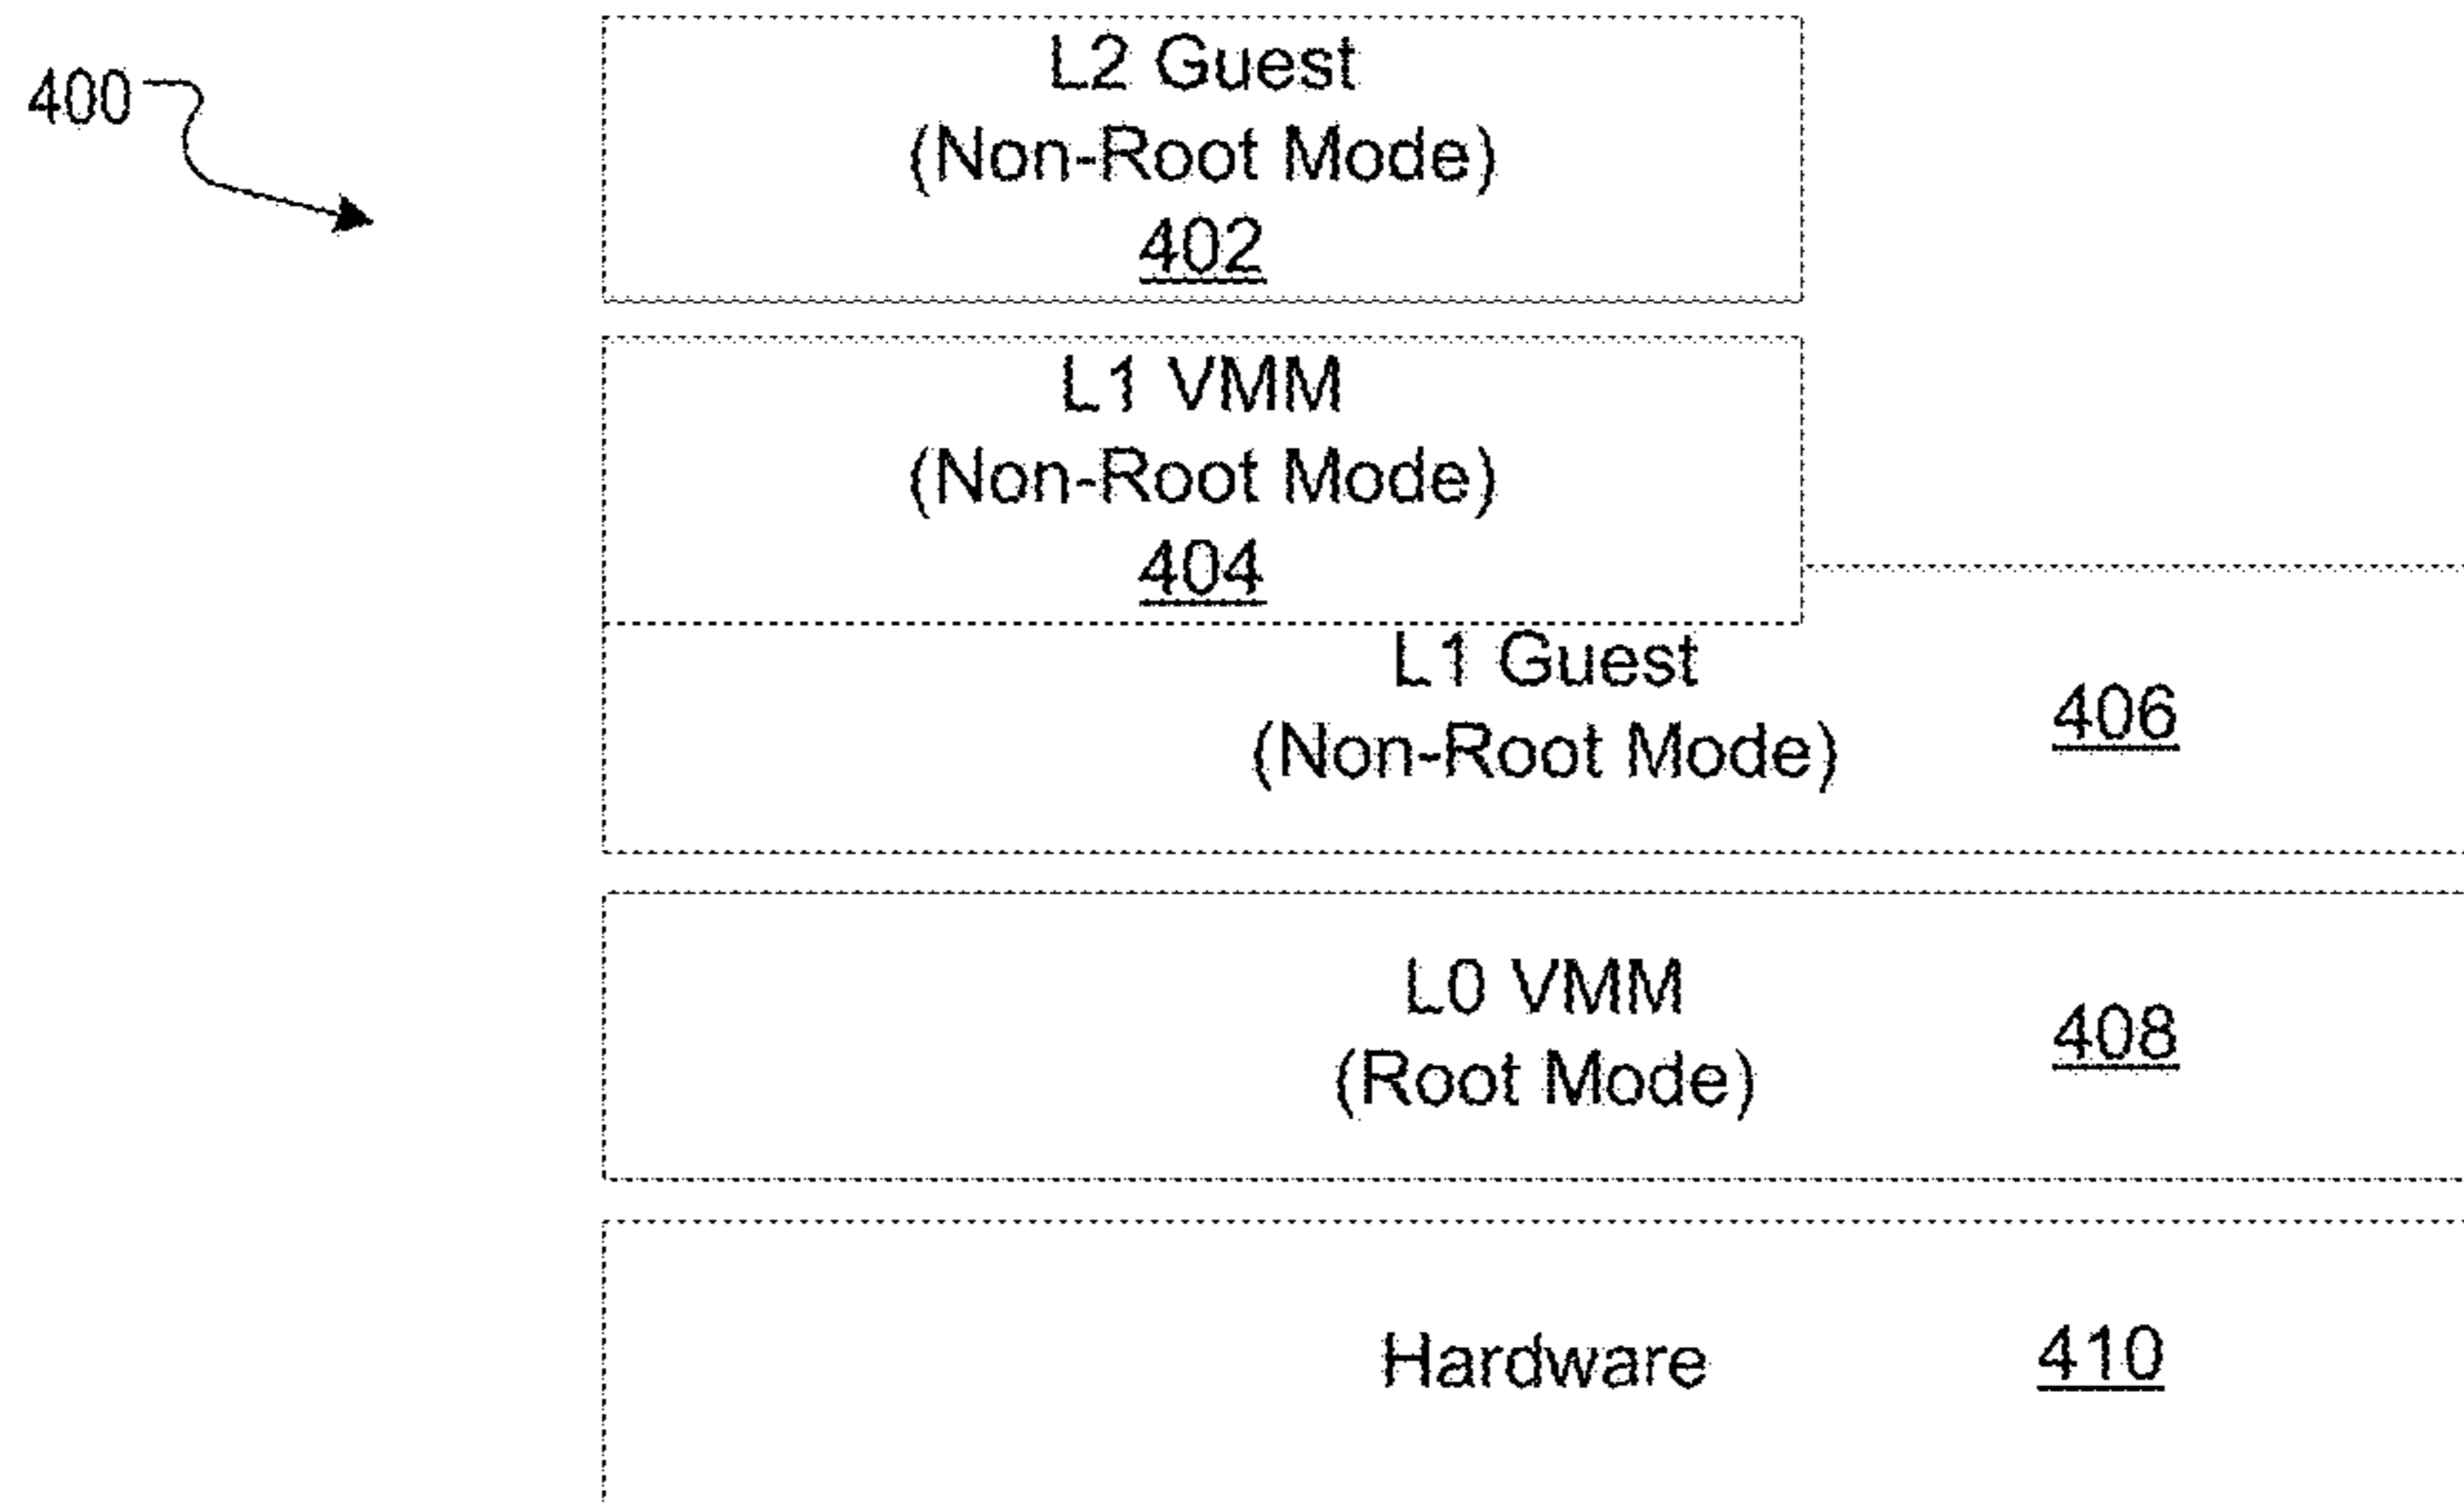 400
L2 Guest
(Non-Root Mode)
402
L1 VMM
(Non-Root Mode)
404
L1 Guest
(Non-Root Mode)
406
L0 VMM
(Root Mode)
408
Hardware
410